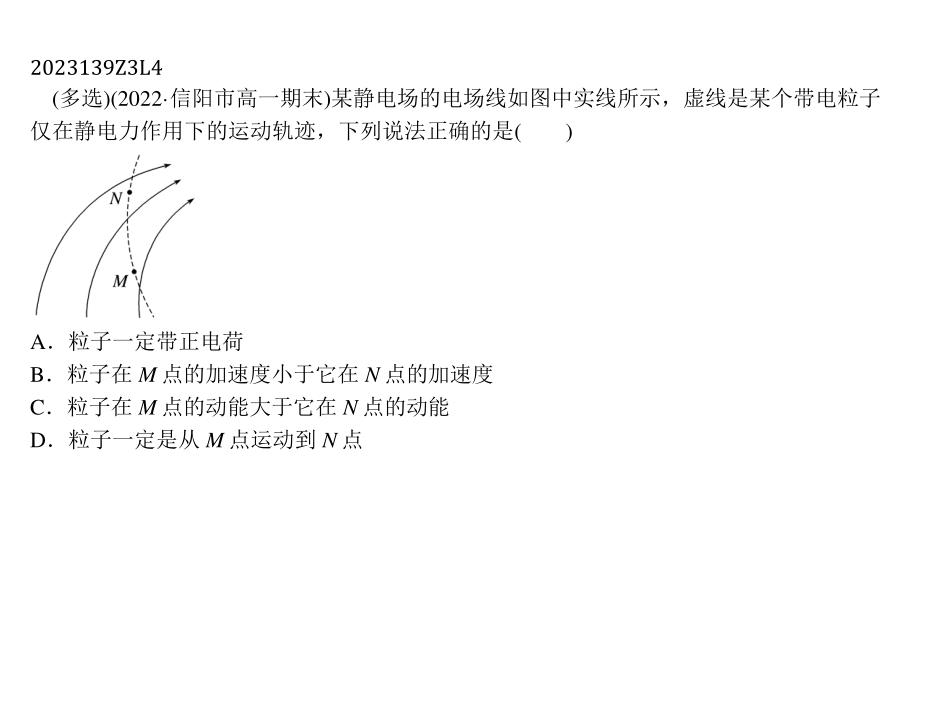 2023139Z3L4
(多选)(2022·信阳市高一期末)某静电场的电场线如图中实线所示，虚线是某个带电粒子
仅在静电力作用下的运动轨迹，下列说法正确的是(　　)
N
M
A．粒子一定带正电荷
B．粒子在 M 点的加速度小于它在 N 点的加速度
C．粒子在 M 点的动能大于它在 N 点的动能
D．粒子一定是从 M 点运动到 N 点